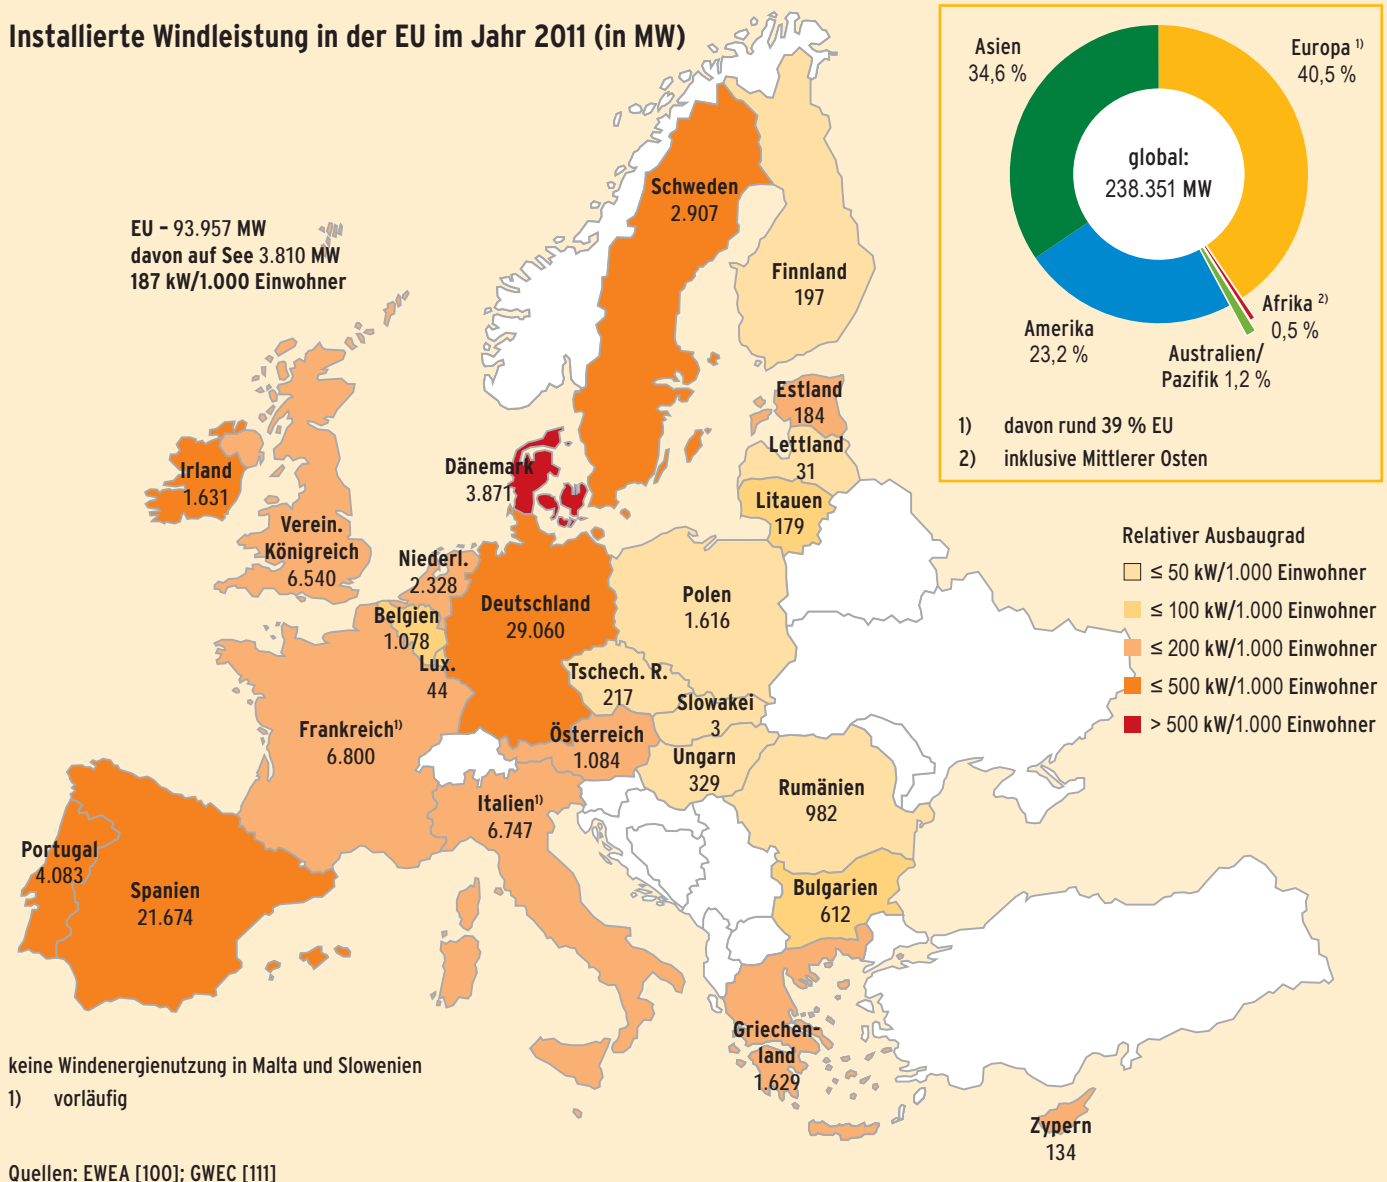 Installierte Windleistung in der EU im Jahr 2011 (in MW)
EU – 93.957 MW
davon auf See 3.810 MW
187 kW/1.000 Einwohner
Asien
34,6 %
Europa 1)
40,5 %
global:
238.351 MW
Amerika
23,2 %
Afrika 2)
0,5 %
Australien/
Pazifik 1,2 %
1) davon rund 39 % EU
2) inklusive Mittlerer Osten
Relativer Ausbaugrad
≤ 50 kW/1.000 Einwohner
≤ 100 kW/1.000 Einwohner
≤ 200 kW/1.000 Einwohner
≤ 500 kW/1.000 Einwohner
> 500 kW/1.000 Einwohner
Schweden
2.907
Finnland
197
Estland
184
Lettland
31
Litauen
179
Dänemark
3.871
Irland
1.631
Verein.
Königreich
6.540
Niederl.
2.328
Belgien
1.078
Lux.
44
Deutschland
29.060
Polen
1.616
Tschech. R.
217
Slowakei
3
Österreich
1.084
Ungarn
329
Rumänien
982
Bulgarien
612
Frankreich1)
6.800
Italien1)
6.747
Portugal
4.083
Spanien
21.674
Griechen-
land
1.629
Zypern
134
keine Windenergienutzung in Malta und Slowenien
1) vorläufig
Quellen: EWEA [100]; GWEC [111]